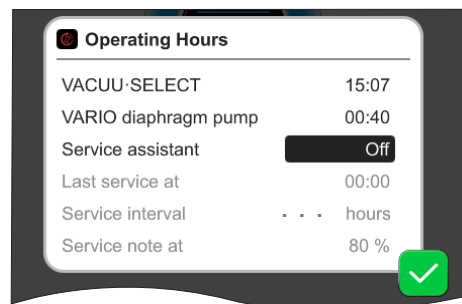 Operating Hours
VACUU·SELECT 15:07
VARIO diaphragm pump 00:40
Service assistant Off
Last service at 00:00
Service interval - - - hours
Service note at 80 %